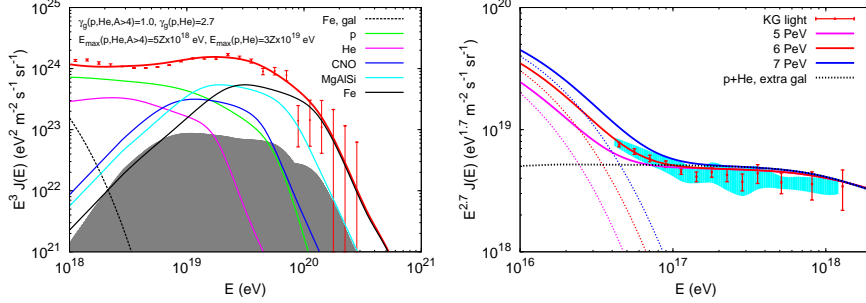 γg(p,He,A>4)=1.0, γg(p,He)=2.7
Emax(p,He,A>4)=5Zx10^18 eV, Emax(p,He)=3Zx10^19 eV
Fe, gal
p
He
CNO
MgAlSi
Fe
10^25
10^24
10^23
10^22
10^21
E^3 J(E) (eV^2 m^-2 s^-1 sr^-1)
10^18
10^19
10^20
10^21
E (eV)
KG light
5 PeV
6 PeV
7 PeV
p+He, extra gal
10^20
10^19
10^18
E^2.7 J(E) (eV^1.7 m^-2 s^-1 sr^-1)
10^16
10^17
10^18
E (eV)